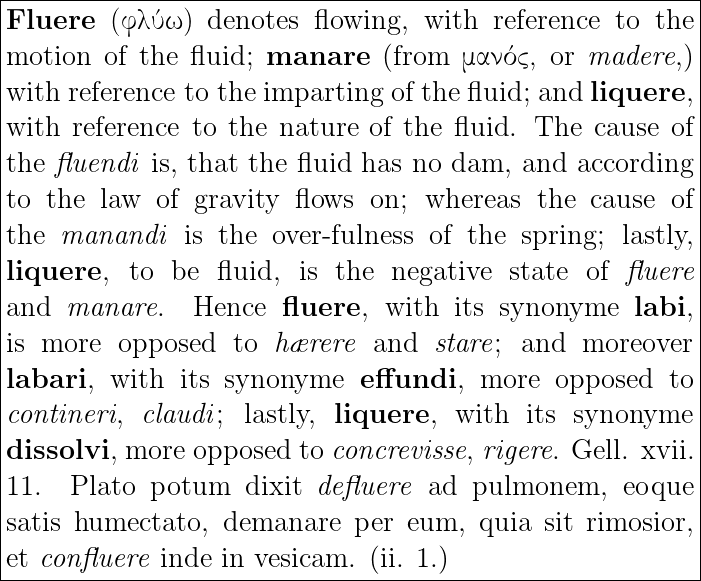 Fluere (φλύω) denotes flowing, with reference to the
motion of the fluid; manare (from μανός, or madere,)
with reference to the imparting of the fluid; and liquere,
with reference to the nature of the fluid. The cause of
the fluendi is, that the fluid has no dam, and according
to the law of gravity flows on; whereas the cause of
the manandi is the over-fulness of the spring; lastly,
liquere, to be fluid, is the negative state of fluere
and manare. Hence fluere, with its synonyme labi,
is more opposed to hærere and stare; and moreover
labari, with its synonyme effundi, more opposed to
contineri, claudi; lastly, liquere, with its synonyme
dissolvi, more opposed to concrevisse, rigere. Gell. xvii.
11. Plato potum dixit defluere ad pulmonem, eoque
satis humectato, demanare per eum, quia sit rimosior,
et confluere inde in vesicam. (ii. 1.)